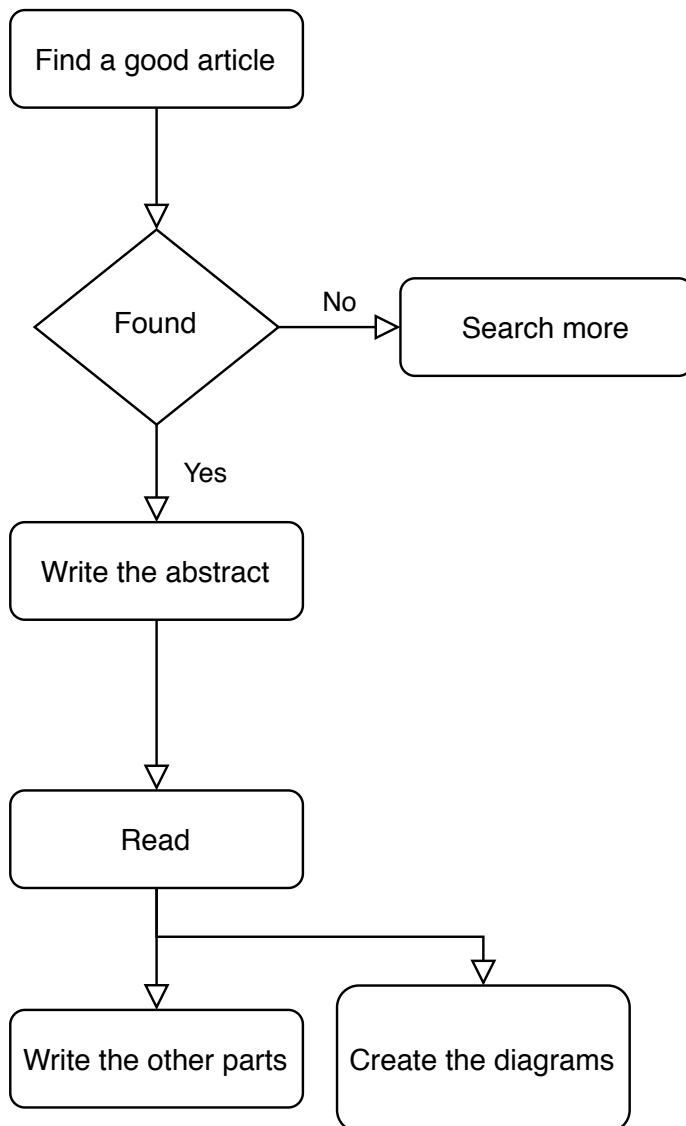 Find a good article
Found
No
Search more
Yes
Write the abstract
Read
Write the other parts
Create the diagrams